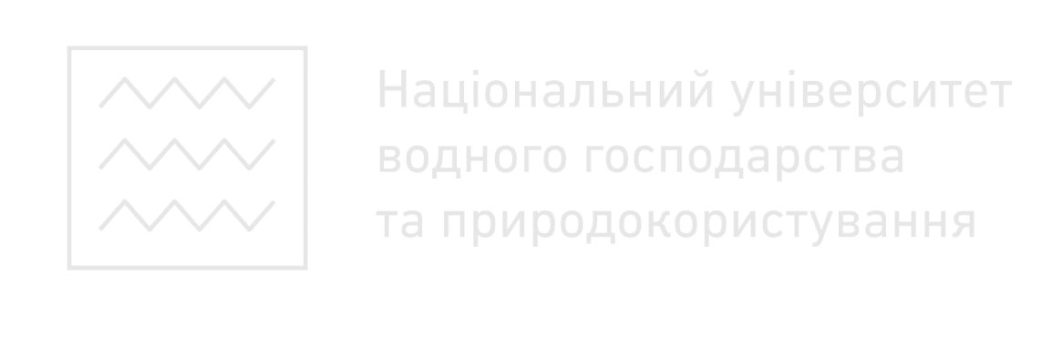 Національний університет
водного господарства
та природокористування